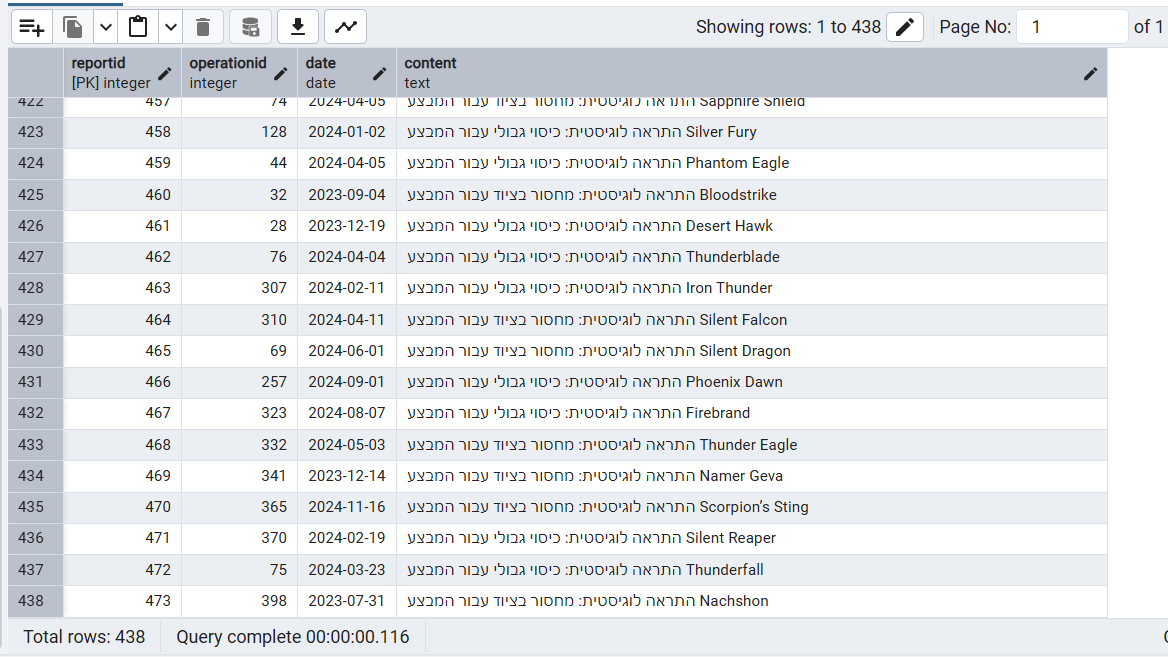 Showing rows: 1 to 438 Page No: 1 of 1
reportid operationid date content
[PK] integer integer date text
422 457 74 2024-04-05 התראה לוגיסטית: מחסור בציוד עבור המבצע Sapphire Shield
423 458 128 2024-01-02 התראה לוגיסטית: כיסוי גבולי עבור המבצע Silver Fury
424 459 44 2024-04-05 התראה לוגיסטית: כיסוי גבולי עבור המבצע Phantom Eagle
425 460 32 2023-09-04 התראה לוגיסטית: מחסור בציוד עבור המבצע Bloodstrike
426 461 28 2023-12-19 התראה לוגיסטית: כיסוי גבולי עבור המבצע Desert Hawk
427 462 76 2024-04-04 התראה לוגיסטית: כיסוי גבולי עבור המבצע Thunderblade
428 463 307 2024-02-11 התראה לוגיסטית: כיסוי גבולי עבור המבצע Iron Thunder
429 464 310 2024-04-11 התראה לוגיסטית: מחסור בציוד עבור המבצע Silent Falcon
430 465 69 2024-06-01 התראה לוגיסטית: מחסור בציוד עבור המבצע Silent Dragon
431 466 257 2024-09-01 התראה לוגיסטית: כיסוי גבולי עבור המבצע Phoenix Dawn
432 467 323 2024-08-07 התראה לוגיסטית: כיסוי גבולי עבור המבצע Firebrand
433 468 332 2024-05-03 התראה לוגיסטית: מחסור בציוד עבור המבצע Thunder Eagle
434 469 341 2023-12-14 התראה לוגיסטית: מחסור בציוד עבור המבצע Namer Geva
435 470 365 2024-11-16 התראה לוגיסטית: מחסור בציוד עבור המבצע Scorpion’s Sting
436 471 370 2024-02-19 התראה לוגיסטית: כיסוי גבולי עבור המבצע Silent Reaper
437 472 75 2024-03-23 התראה לוגיסטית: כיסוי גבולי עבור המבצע Thunderfall
438 473 398 2023-07-31 התראה לוגיסטית: מחסור בציוד עבור המבצע Nachshon
Total rows: 438 Query complete 00:00:00.116